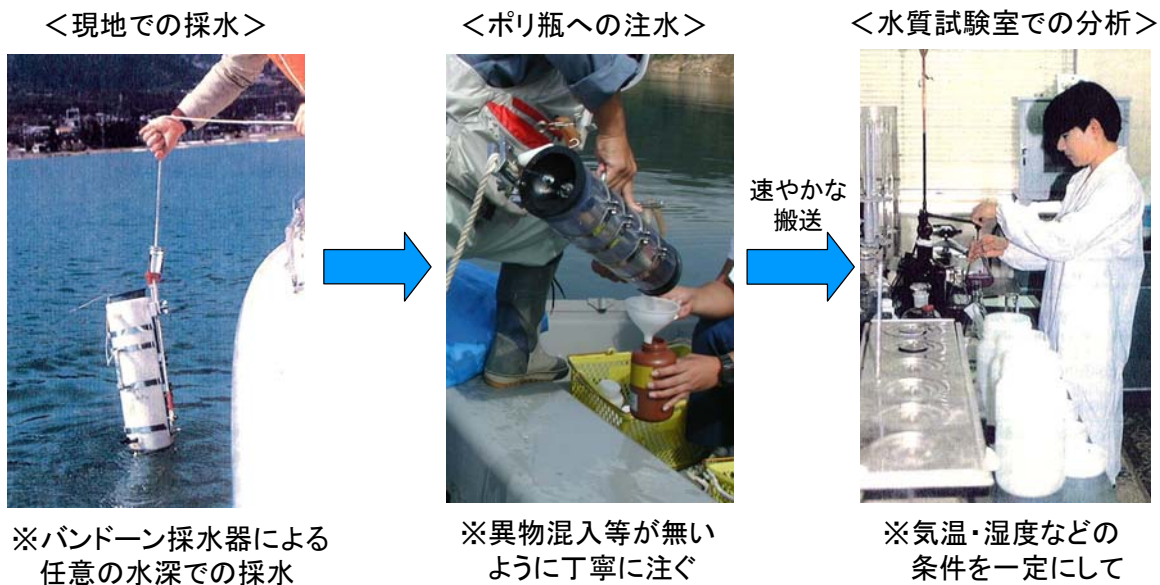 <現地での採水>
<ポリ瓶への注水>
<水質試験室での分析>
速やかな
搬送
※バンドーン採水器による
任意の水深での採水
※異物混入等が無い
ように丁寧に注ぐ
※気温・湿度などの
条件を一定にして